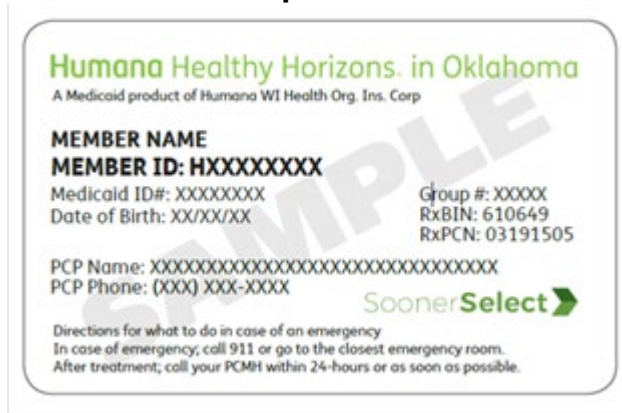 Humana Healthy Horizons. in Oklahoma
A Medicaid product of Humana WI Health Org. Ins. Corp
SAMPLE
MEMBER NAME
MEMBER ID: HXXXXXXXX
Medicaid ID#: XXXXXXXX
Group #: XXXXX
Date of Birth: XX/XX/XX
RxBIN: 610649
RxPCN: 03191505
PCP Name: XXXXXXXXXXXXXXXXXXXXXXXXXXXXXXXX
PCP Phone: (XXX) XXX-XXXX
SoonerSelect
Directions for what to do in case of an emergency
In case of emergency; call 911 or go to the closest emergency room.
After treatment; call your PCMH within 24-hours or as soon as possible.